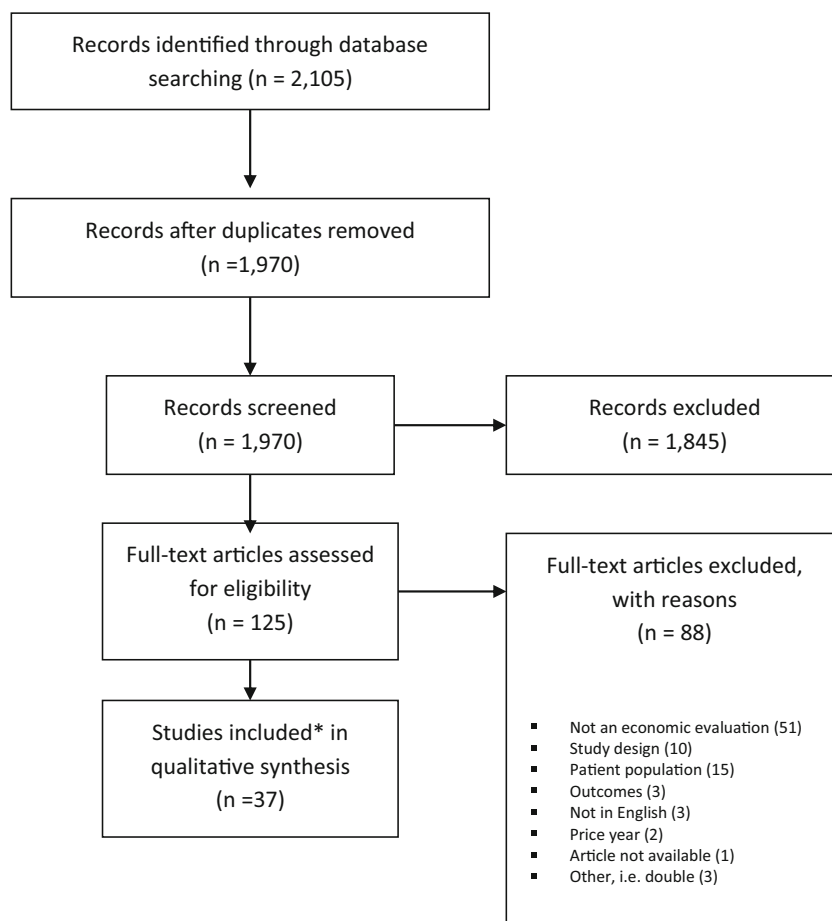 Records identified through database
searching (n = 2,105)
Records after duplicates removed
(n =1,970)
Records screened
(n = 1,970)
Records excluded
(n = 1,845)
Full-text articles assessed
for eligibility
(n = 125)
Full-text articles excluded,
with reasons
(n = 88)
▪ Not an economic evaluation (51)
▪ Study design (10)
▪ Patient population (15)
▪ Outcomes (3)
▪ Not in English (3)
▪ Price year (2)
▪ Article not available (1)
▪ Other, i.e. double (3)
Studies included* in
qualitative synthesis
(n =37)